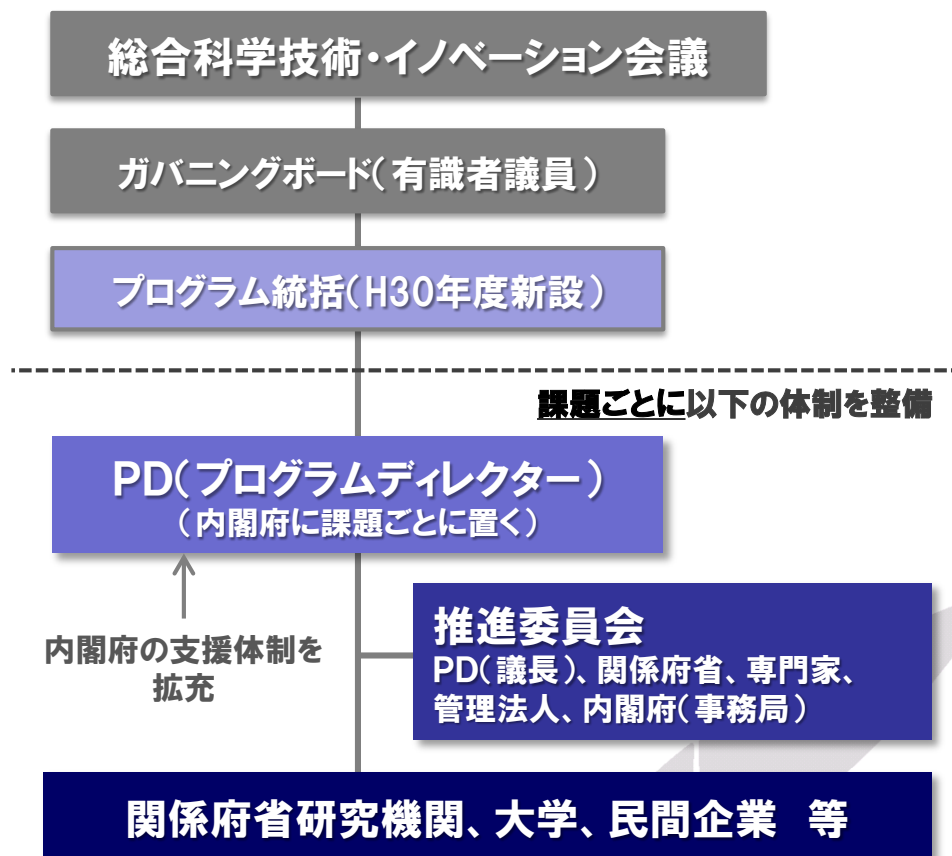 総合科学技術・イノベーション会議
ガバニングボード(有識者議員)
プログラム統括(H30年度新設)
課題ごとに以下の体制を整備
PD(プログラムディレクター)
(内閣府に課題ごとに置く)
内閣府の支援体制を
拡充
推進委員会
PD(議長)、関係府省、専門家、
管理法人、内閣府(事務局)
関係府省研究機関、大学、民間企業 等